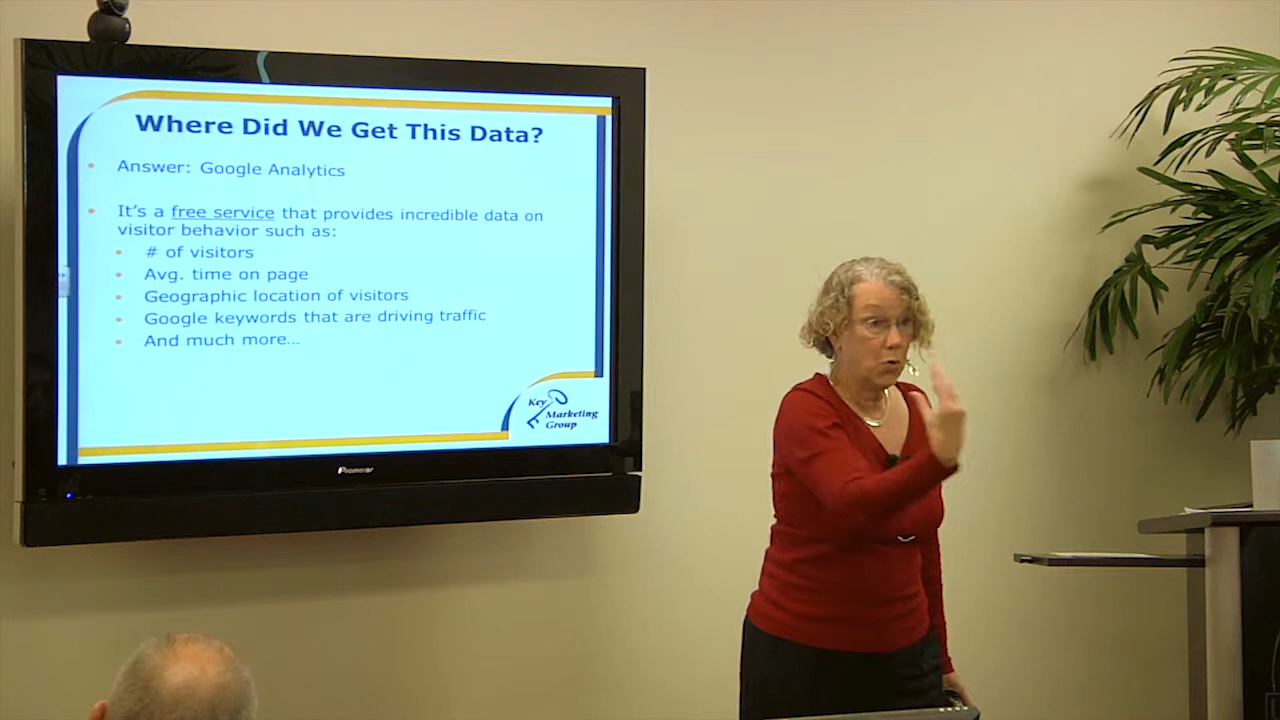 Where Did We Get This Data?
• Answer: Google Analytics
• It's a free service that provides incredible data on
visitor behavior such as:
• # of visitors
• Avg. time on page
• Geographic location of visitors
• Google keywords that are driving traffic
• And much more...
Key
Marketing
Group
Pioneer